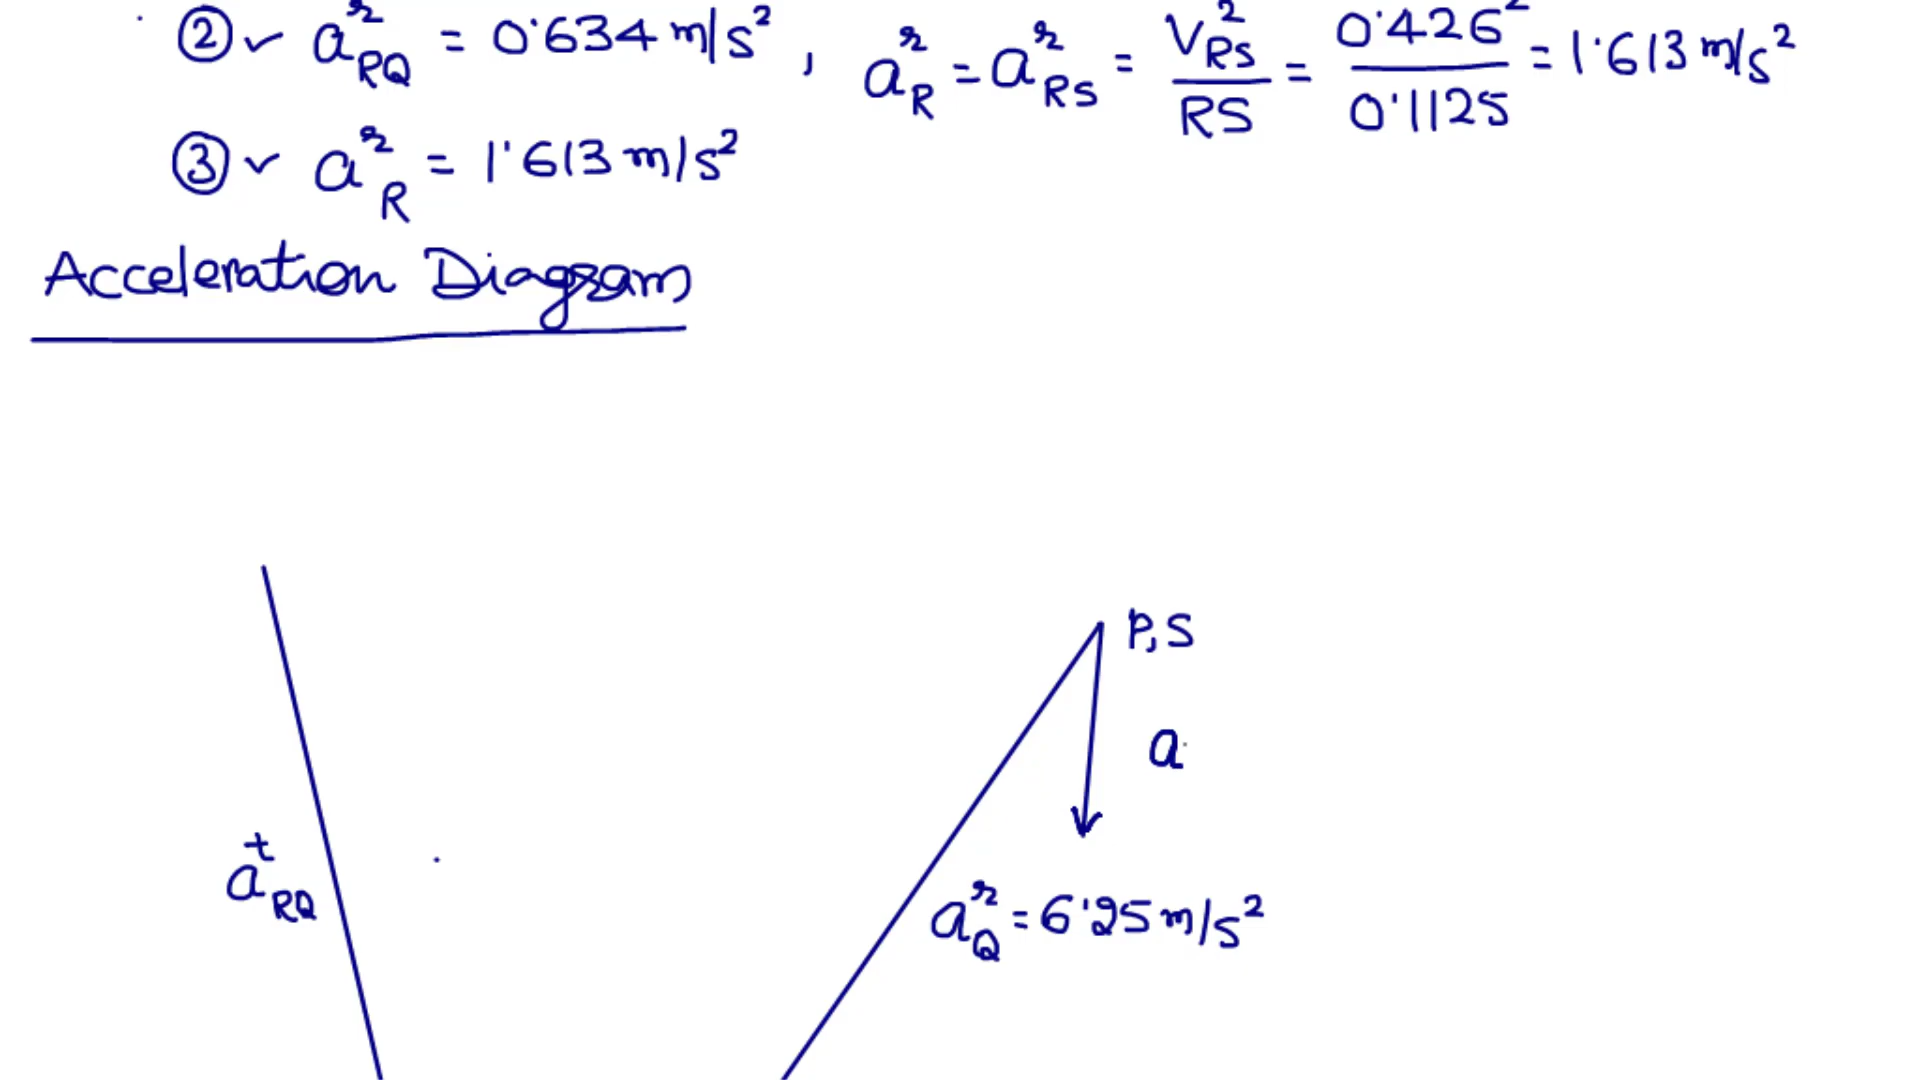 ② ✓ a^r_RQ = 0.634 m/s², a^r_R = a^r_RS = V_RS²/RS = 0.426²/0.1125 = 1.613 m/s²
③ ✓ a^r_R = 1.613 m/s²
Acceleration Diagram
P,S
a
a^t_RQ
a^r_Q = 6.25 m/s²